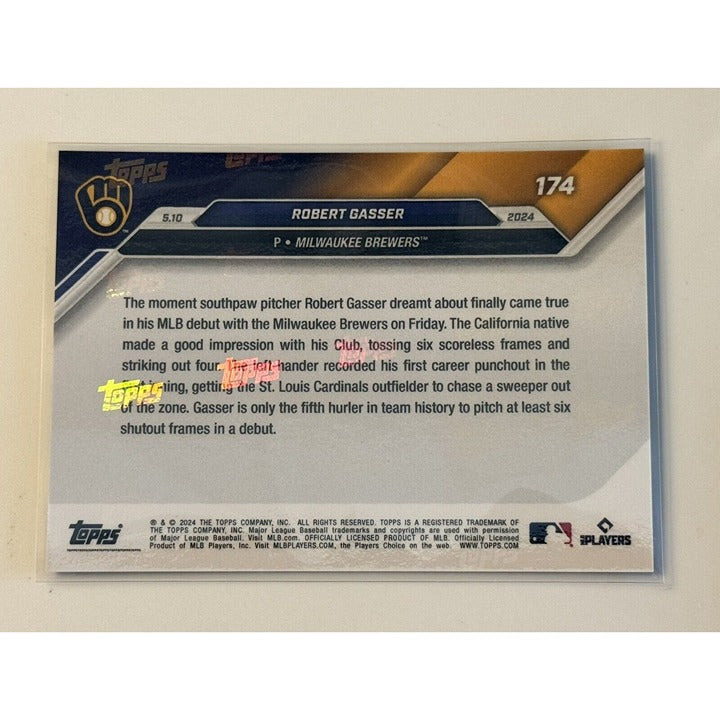 TOPPS
TOPPS
174
5.10
ROBERT GASSER
2024
P • MILWAUKEE BREWERS™
The moment southpaw pitcher Robert Gasser dreamt about finally came true
in his MLB debut with the Milwaukee Brewers on Friday. The California native
made a good impression with his Club, tossing six scoreless frames and
striking out four. The left-hander recorded his first career punchout in the
inning, getting the St. Louis Cardinals outfielder to chase a sweeper out
of the zone. Gasser is only the fifth hurler in team history to pitch at least six
shutout frames in a debut.
TOPPS
TOPPS
TOPPS
Topps
® & © 2024 THE TOPPS COMPANY, INC. ALL RIGHTS RESERVED. TOPPS IS A REGISTERED TRADEMARK OF
THE TOPPS COMPANY, INC. Major League Baseball trademarks and copyrights are used with permission
of Major League Baseball. Visit MLB.com. OFFICIALLY LICENSED PRODUCT OF MLB. Officially Licensed
Product of MLB Players, Inc. Visit MLBPLAYERS.COM, the Players Choice on the web. WWW.TOPPS.COM
MLB PLAYERS